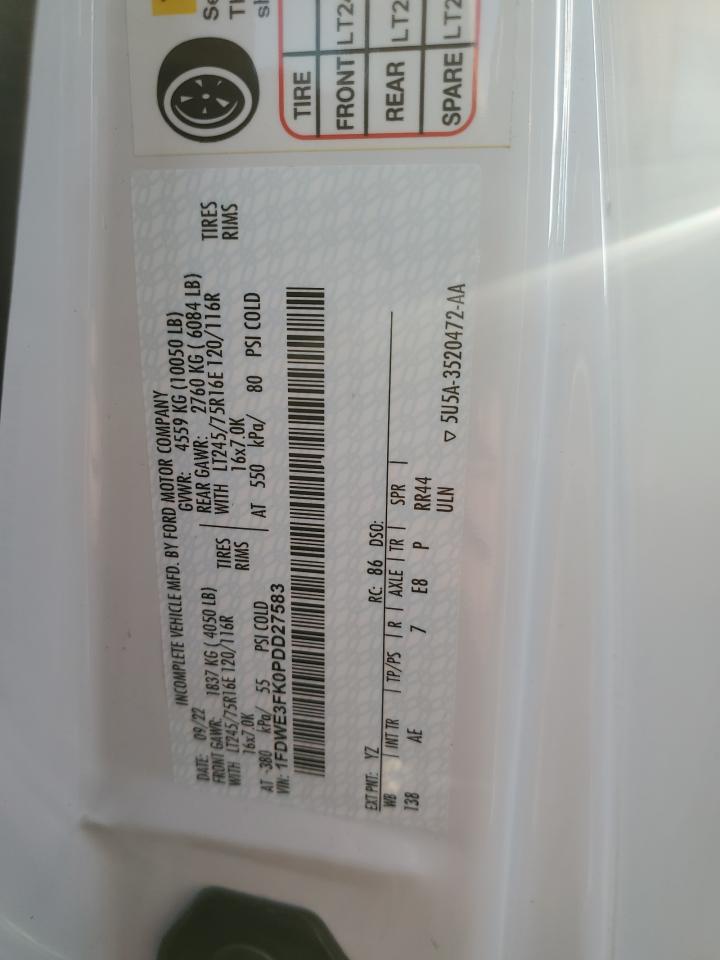 INCOMPLETE VEHICLE MFD. BY FORD MOTOR COMPANY
DATE: 09/22 GVWR: 4559 KG (10050 LB)
FRONT GAWR: 1837 KG ( 4050 LB) REAR GAWR: 2760 KG ( 6084 LB)
WITH LT245/75R16E 120/116R TIRES WITH LT245/75R16E 120/116R TIRES
16x7.0K RIMS 16x7.0K RIMS
AT 380 kPa/ 55 PSI COLD AT 550 kPa/ 80 PSI COLD
VIN: 1FDWE3FK0PDD27583
EXT PNT: YZ RC: 86 DSO:
WB INT TR TP/PS R AXLE TR SPR
138 AE 7 E8 P RR44
ULN
▽ 5U5A-3520472-AA
TIRE
FRONT LT24
REAR LT2
SPARE LT2